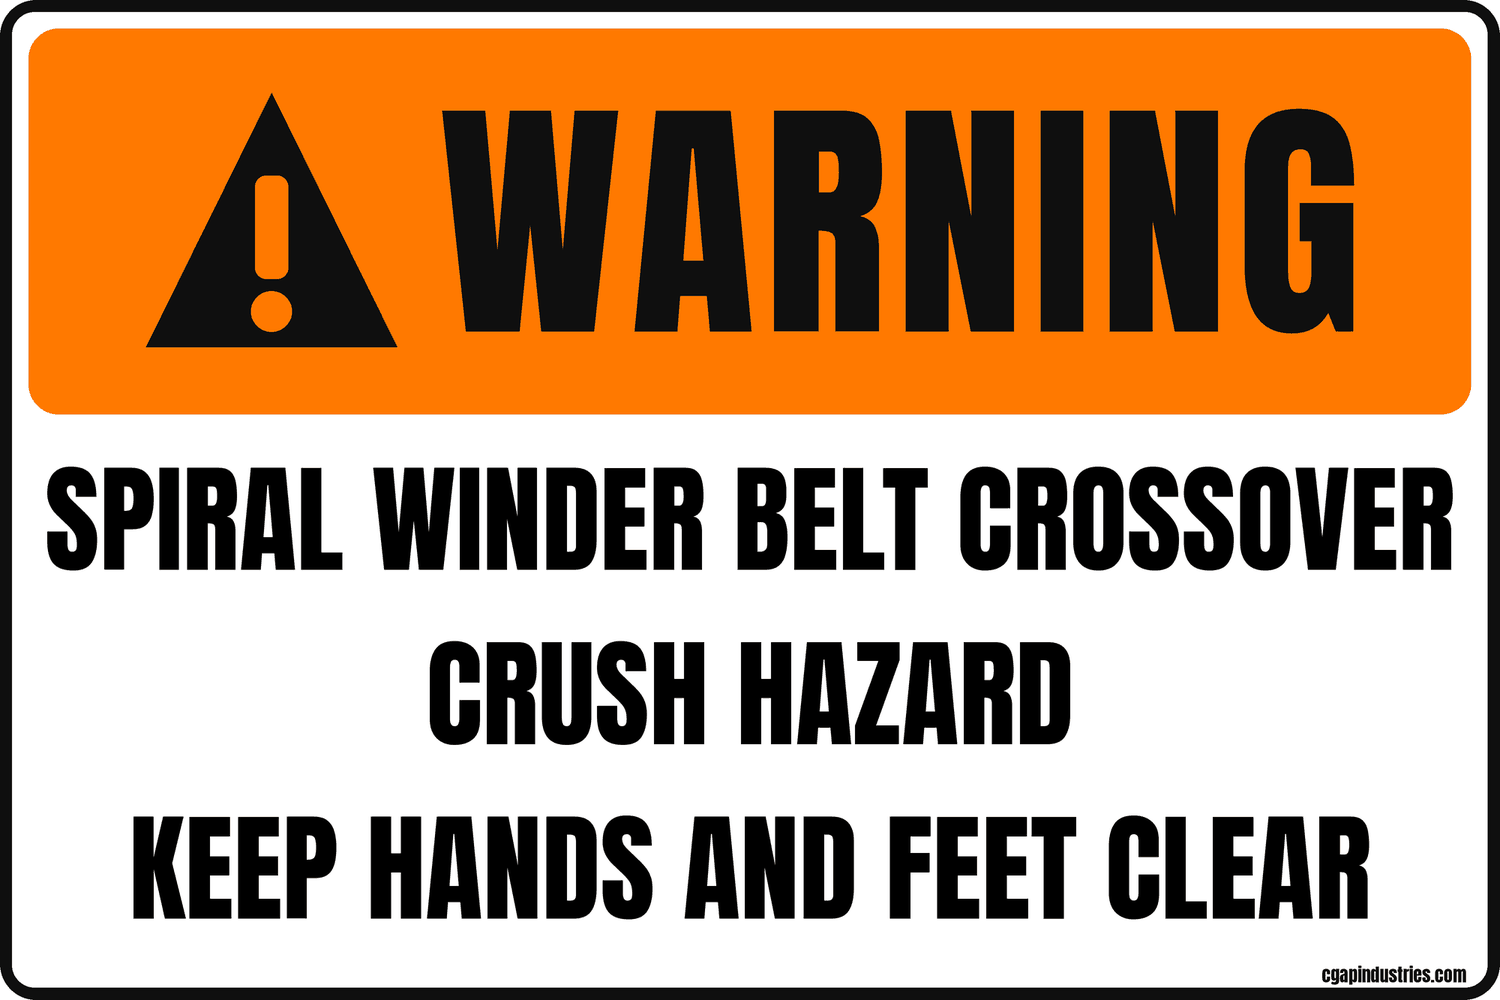 WARNING
SPIRAL WINDER BELT CROSSOVER
CRUSH HAZARD
KEEP HANDS AND FEET CLEAR
cgapindustries.com